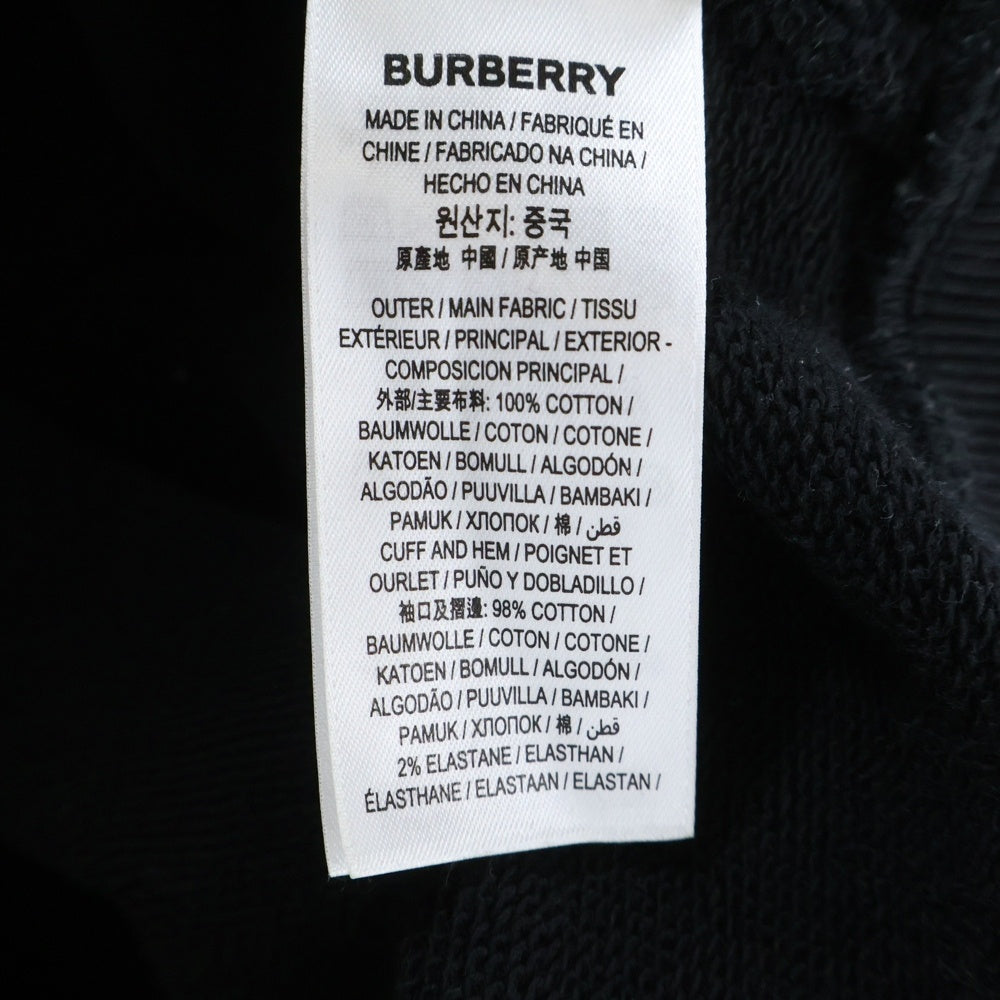 BURBERRY
MADE IN CHINA / FABRIQUÉ EN
CHINE / FABRICADO NA CHINA /
HECHO EN CHINA
원산지: 중국
原產地 中國 / 原产地 中国
OUTER / MAIN FABRIC / TISSU
EXTÉRIEUR / PRINCIPAL / EXTERIOR -
COMPOSICION PRINCIPAL /
外部/主要布料: 100% COTTON /
BAUMWOLLE / COTON / COTONE /
KATOEN / BOMULL / ALGODÓN /
ALGODÃO / PUUVILLA / BAMBAKI /
PAMUK / ХЛОПОК / 棉 / قطن
CUFF AND HEM / POIGNET ET
OURLET / PUÑO Y DOBLADILLO /
袖口及摺邊: 98% COTTON /
BAUMWOLLE / COTON / COTONE /
KATOEN / BOMULL / ALGODÓN /
ALGODÃO / PUUVILLA / BAMBAKI /
PAMUK / ХЛОПОК / 棉 / قطن
2% ELASTANE / ELASTHAN /
ÉLASTHANE / ELASTAAN / ELASTAN /